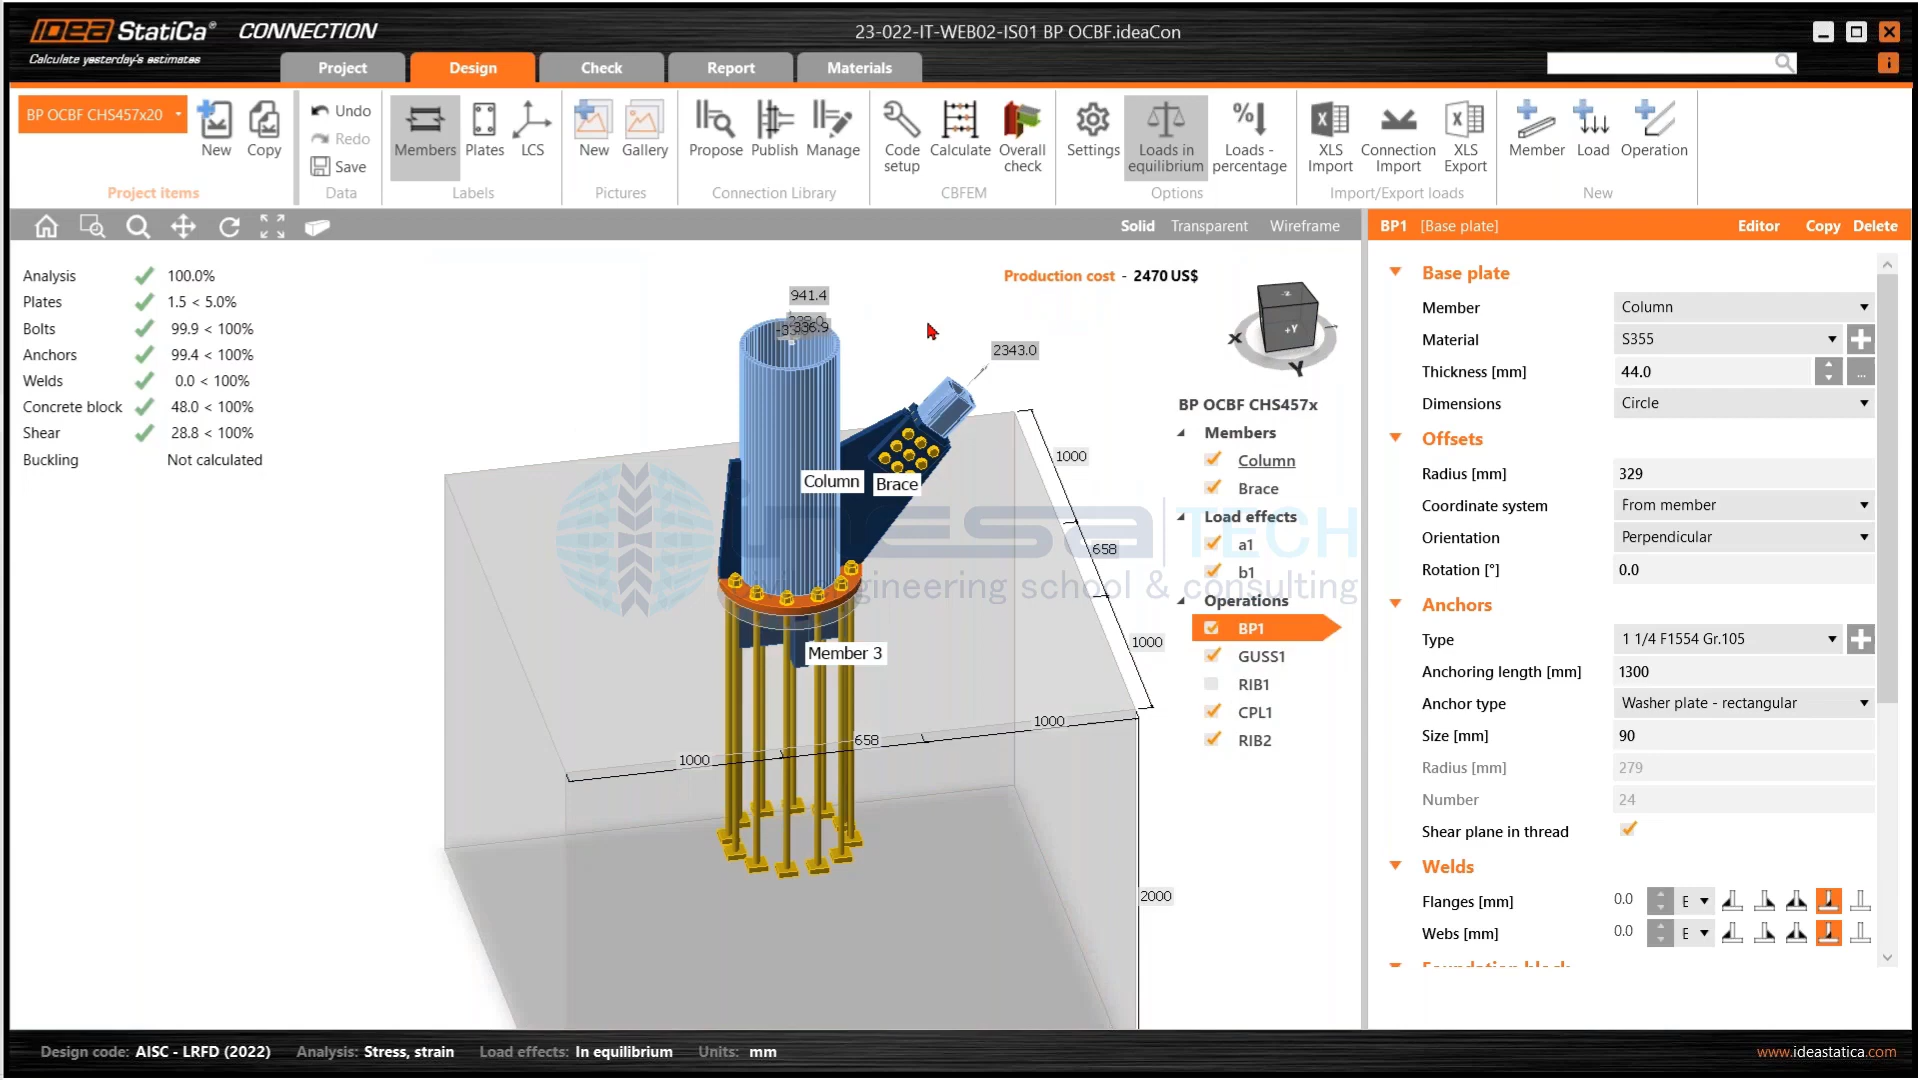 IDEA StatiCa® CONNECTION
Calculate yesterday's estimates
23-022-IT-WEB02-IS01 BP OCBF.ideaCon
Project Design Check Report Materials
BP OCBF CHS457x20
New Copy
Project items
Undo
Redo
Save
Data
Members Plates LCS
Labels
New Gallery
Pictures
Propose Publish Manage
Connection Library
Code setup Calculate Overall check
CBFEM
Settings Loads in equilibrium Loads - percentage
Options
XLS Import Connection Import XLS Export
Import/Export loads
Member Load Operation
New
Solid Transparent Wireframe
BP1 [Base plate] Editor Copy Delete
Analysis 100.0%
Plates 1.5 < 5.0%
Bolts 99.9 < 100%
Anchors 99.4 < 100%
Welds 0.0 < 100%
Concrete block 48.0 < 100%
Shear 28.8 < 100%
Buckling Not calculated
Production cost - 2470 US$
941.4
336.9
2343.0
-Z
+Y
X
Y
Column
Brace
Member 3
1000
658
1000
1000
658
1000
2000
inesa TECH
civil engineering school & consulting
BP OCBF CHS457x
Members
Column
Brace
Load effects
a1
b1
Operations
BP1
GUSS1
RIB1
CPL1
RIB2
Base plate
Member Column
Material S355
Thickness [mm] 44.0 ...
Dimensions Circle
Offsets
Radius [mm] 329
Coordinate system From member
Orientation Perpendicular
Rotation [°] 0.0
Anchors
Type 1 1/4 F1554 Gr.105
Anchoring length [mm] 1300
Anchor type Washer plate - rectangular
Size [mm] 90
Radius [mm] 279
Number 24
Shear plane in thread
Welds
Flanges [mm] 0.0 E
Webs [mm] 0.0 E
Foundation block
Design code: AISC - LRFD (2022) Analysis: Stress, strain Load effects: In equilibrium Units: mm
www.ideastatica.com